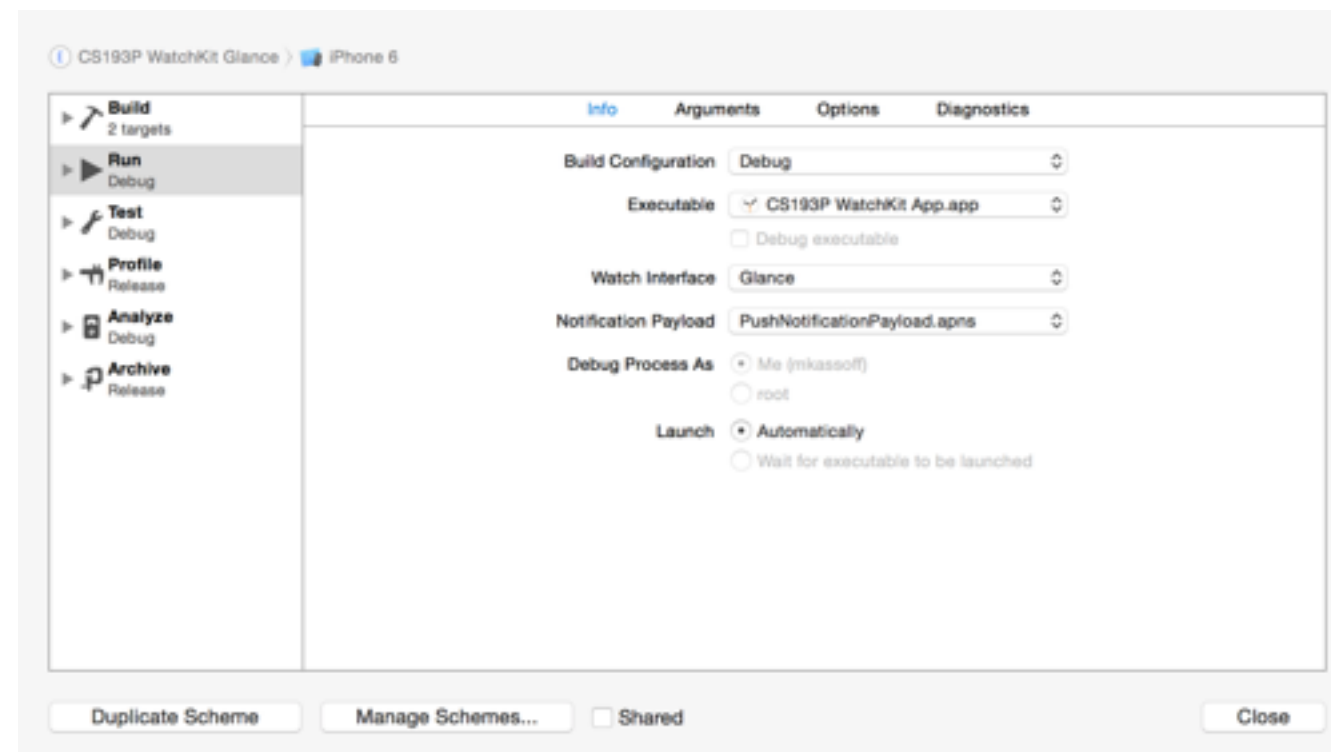 CS193P WatchKit Glance iPhone 6
Build
2 targets
Run
Debug
Test
Debug
Profile
Release
Analyze
Debug
Archive
Release
Info Arguments Options Diagnostics
Build Configuration Debug
Executable CS193P WatchKit App.app
Debug executable
Watch Interface Glance
Notification Payload PushNotificationPayload.apns
Debug Process As Me (mkassoff)
root
Launch Automatically
Wait for executable to be launched
Duplicate Scheme Manage Schemes... Shared Close